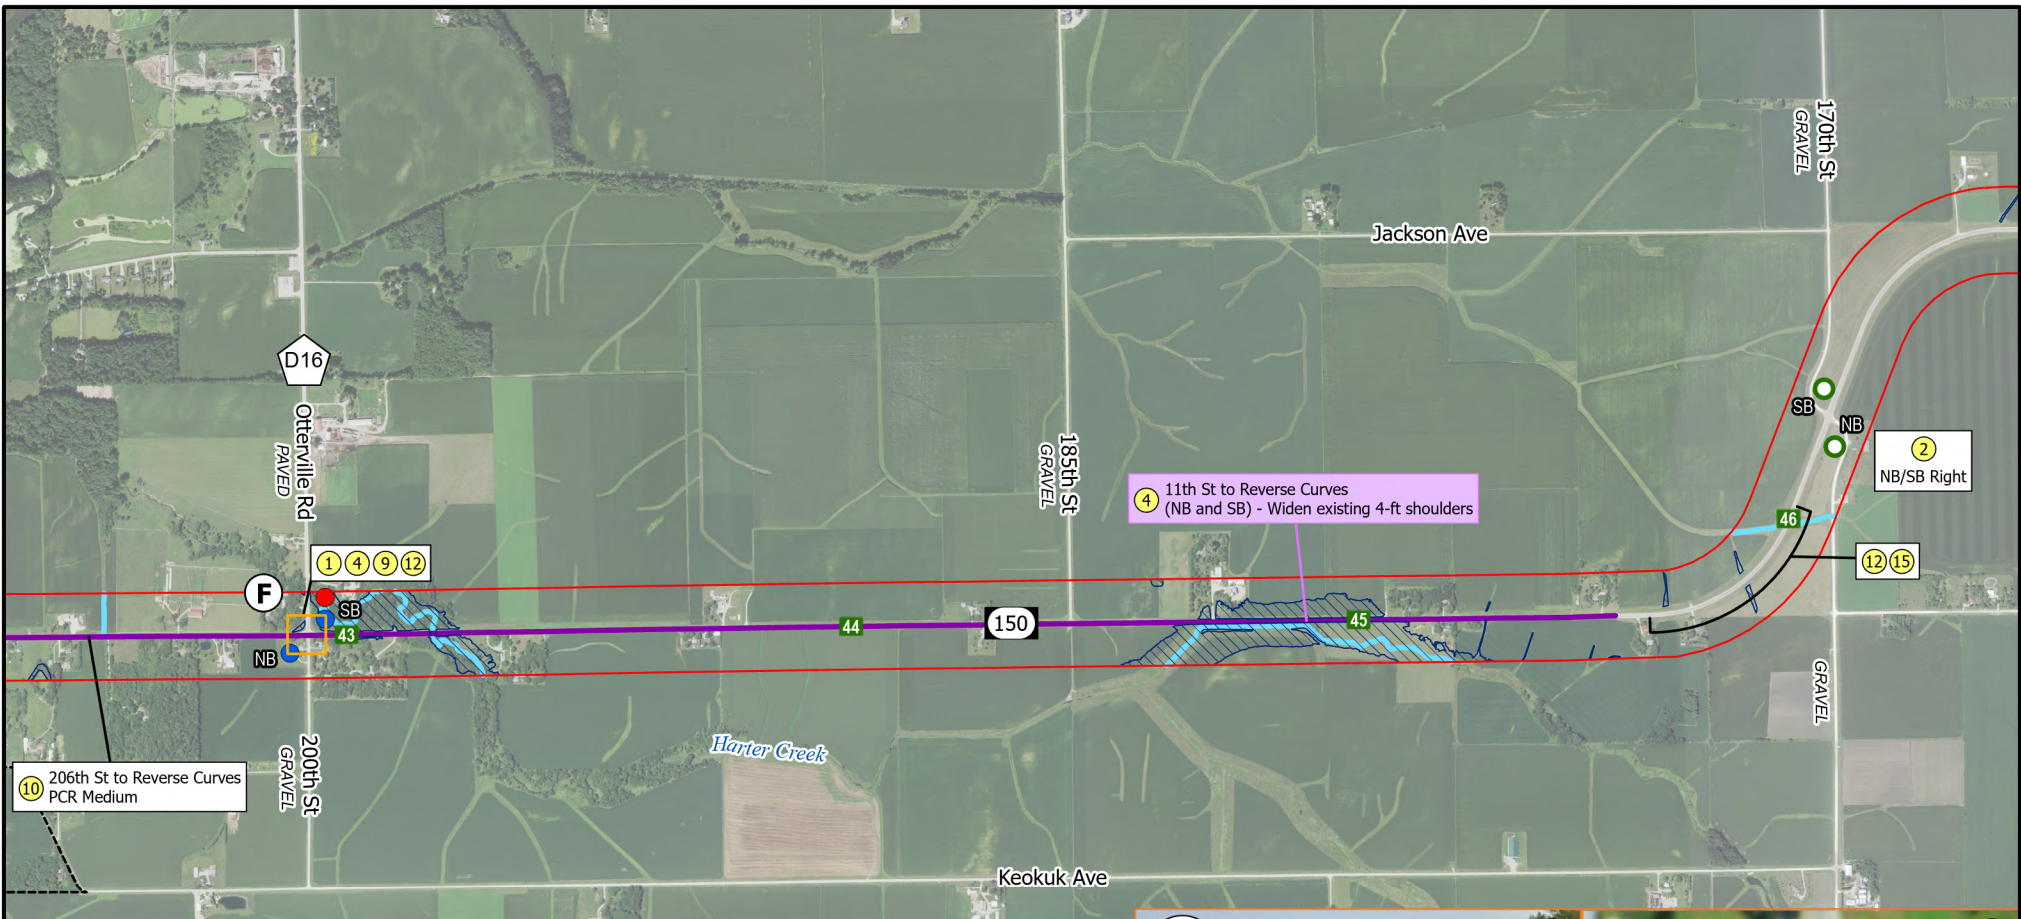 170th St
GRAVEL
Jackson Ave
D16
Otterville Rd
PAVED
185th St
GRAVEL
SB
NB
2
NB/SB Right
4
11th St to Reverse Curves
(NB and SB) - Widen existing 4-ft shoulders
46
12 15
1 4 9 12
F
SB
43
44
150
45
NB
GRAVEL
200th St
GRAVEL
Harter Creek
10
206th St to Reverse Curves
PCR Medium
Keokuk Ave